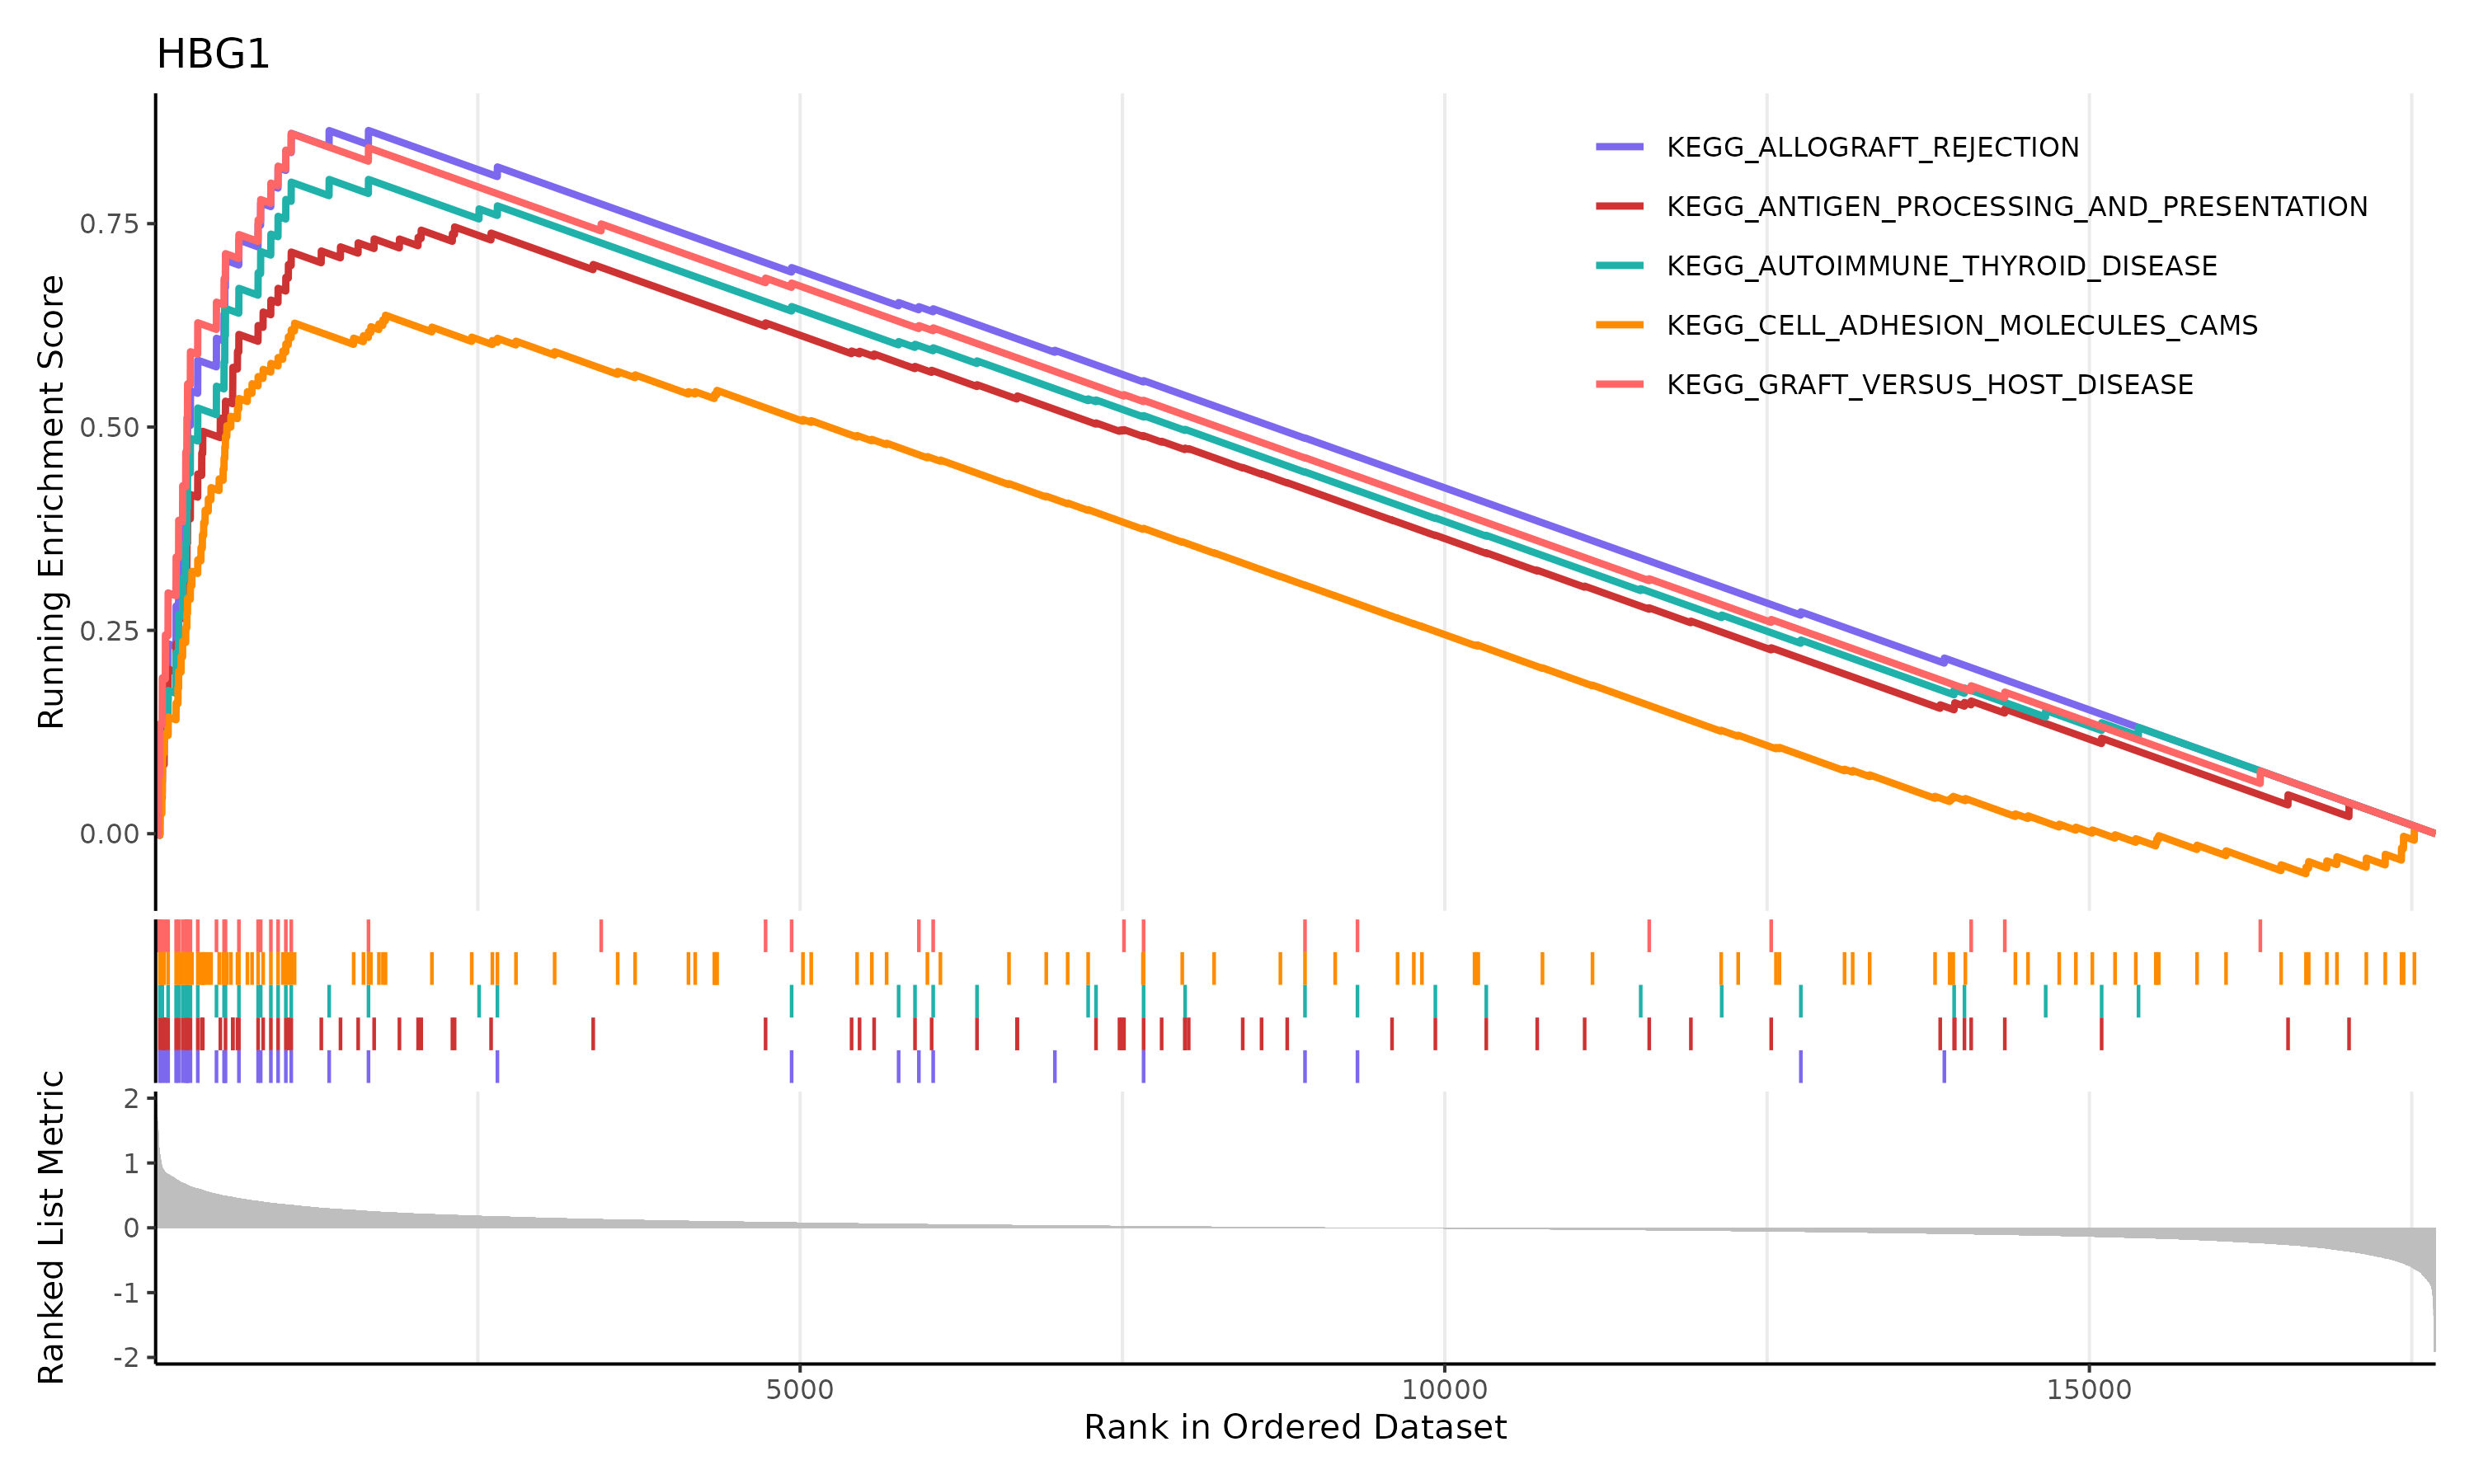 HBG1
Running Enrichment Score
0.75
0.50
0.25
0.00
KEGG_ALLOGRAFT_REJECTION
KEGG_ANTIGEN_PROCESSING_AND_PRESENTATION
KEGG_AUTOIMMUNE_THYROID_DISEASE
KEGG_CELL_ADHESION_MOLECULES_CAMS
KEGG_GRAFT_VERSUS_HOST_DISEASE
Ranked List Metric
2
1
0
-1
-2
5000
10000
15000
Rank in Ordered Dataset